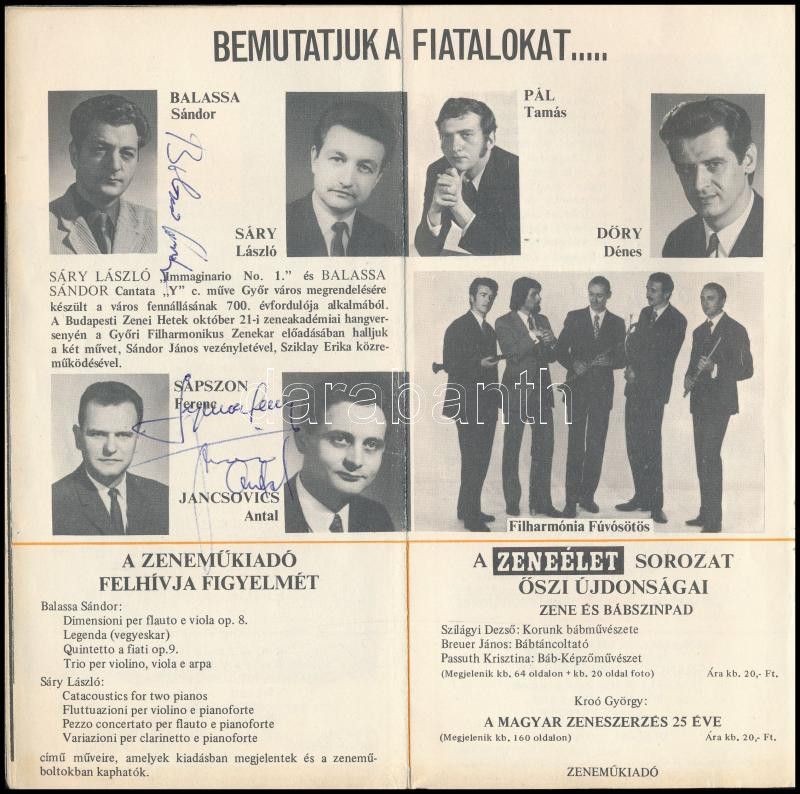 BEMUTATJUK A FIATALOKAT.....
BALASSA
Sándor
SÁRY
László
PÁL
Tamás
DŐRY
Dénes
SÁRY LÁSZLÓ „Immaginario No. 1.” és BALASSA
SÁNDOR Cantata „Y” c. műve Győr város megrendelésére
készült a város fennállásának 700. évfordulója alkalmából.
A Budapesti Zenei Hetek október 21-i zeneakadémiai hangver-
senyén a Győri Filharmonikus Zenekar előadásában halljuk
a két művet, Sándor János vezényletével, Sziklay Erika közre-
működésével.
SAPSZON
Ferenc
JANCSOVICS
Antal
darabanth
Filharmónia Fúvósötös
A ZENEMŰKIADÓ
FELHÍVJA FIGYELMÉT
Balassa Sándor:
Dimensioni per flauto e viola op. 8.
Legenda (vegyeskar)
Quintetto a fiati op.9.
Trio per violino, viola e arpa
Sáry László:
Catacoustics for two pianos
Fluttuazioni per violino e pianoforte
Pezzo concertato per flauto e pianoforte
Variazioni per clarinetto e pianoforte
című műveire, amelyek kiadásban megjelentek és a zenemű-
boltokban kaphatók.
A ZENEÉLET SOROZAT
ŐSZI ÚJDONSÁGAI
ZENE ÉS BÁBSZINPAD
Szilágyi Dezső: Korunk bábművészete
Breuer János: Bábtáncoltató
Passuth Krisztina: Báb-Képzőművészet
(Megjelenik kb. 64 oldalon + kb. 20 oldal foto) Ára kb. 20,- Ft.
Kroó György:
A MAGYAR ZENESZERZÉS 25 ÉVE
(Megjelenik kb. 160 oldalon) Ára kb. 20,- Ft.
ZENEMŰKIADÓ